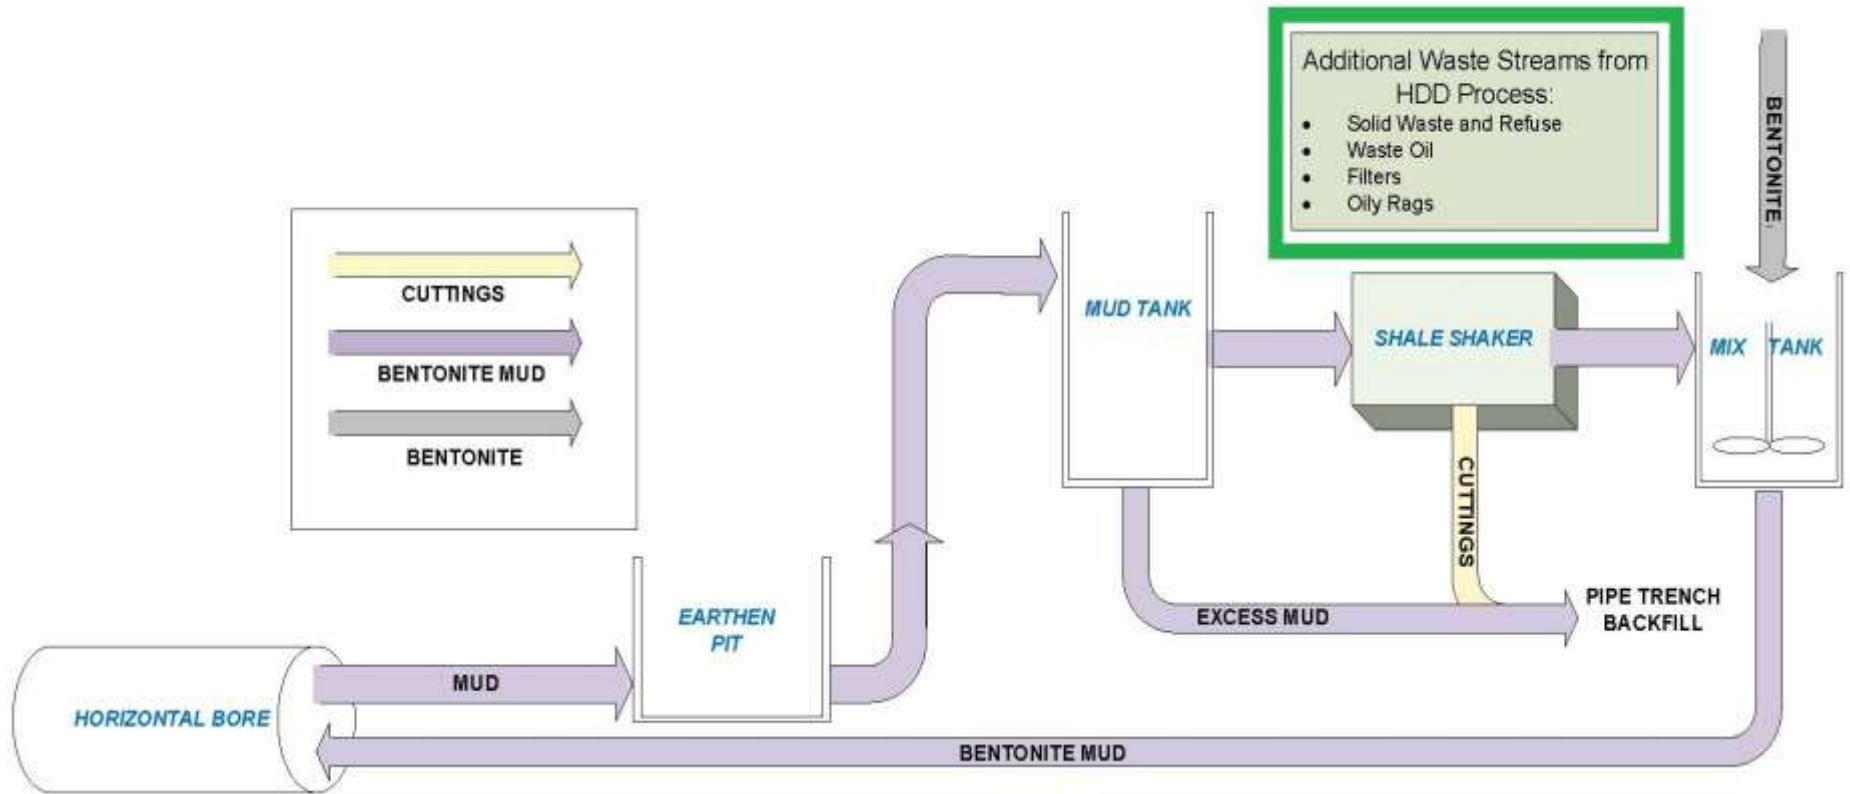 Additional Waste Streams from
HDD Process:
• Solid Waste and Refuse
• Waste Oil
• Filters
• Oily Rags
BENTONITE
CUTTINGS
BENTONITE MUD
BENTONITE
MUD TANK
SHALE SHAKER
MIX TANK
CUTTINGS
EARTHEN
PIT
EXCESS MUD
PIPE TRENCH
BACKFILL
MUD
HORIZONTAL BORE
BENTONITE MUD